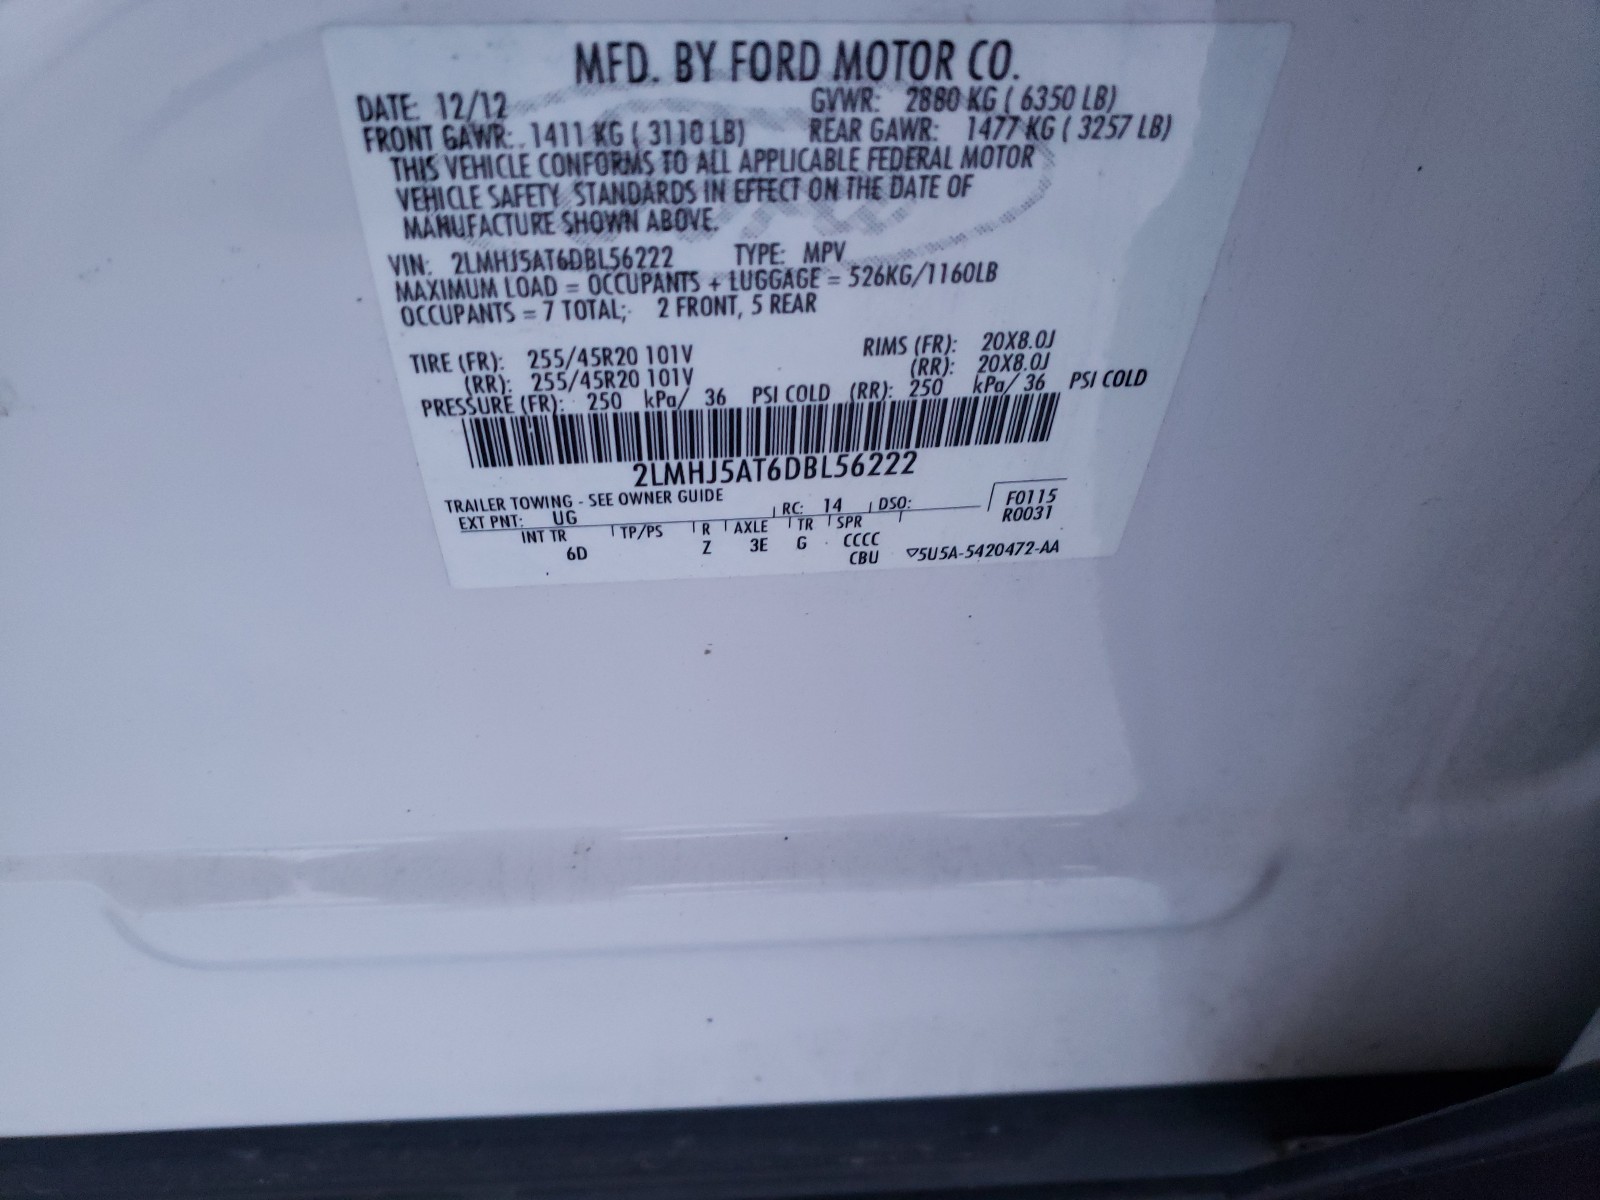 MFD. BY FORD MOTOR CO.
DATE: 12/12 GVWR: 2880 KG ( 6350 LB)
FRONT GAWR: 1411 KG ( 3110 LB) REAR GAWR: 1477 KG ( 3257 LB)
THIS VEHICLE CONFORMS TO ALL APPLICABLE FEDERAL MOTOR
VEHICLE SAFETY STANDARDS IN EFFECT ON THE DATE OF
MANUFACTURE SHOWN ABOVE.
VIN: 2LMHJ5AT6DBL56222 TYPE: MPV
MAXIMUM LOAD = OCCUPANTS + LUGGAGE = 526KG/1160LB
OCCUPANTS = 7 TOTAL; 2 FRONT, 5 REAR
TIRE (FR): 255/45R20 101V RIMS (FR): 20X8.0J
(RR): 255/45R20 101V (RR): 20X8.0J
PRESSURE (FR): 250 kPa/ 36 PSI COLD (RR): 250 kPa/ 36 PSI COLD
2LMHJ5AT6DBL56222
TRAILER TOWING - SEE OWNER GUIDE
EXT PNT: UG RC: 14 DSO: F0115
R0031
INT TR TP/PS R AXLE TR SPR
6D Z 3E G CCCC
CBU ▽5U5A-5420472-AA